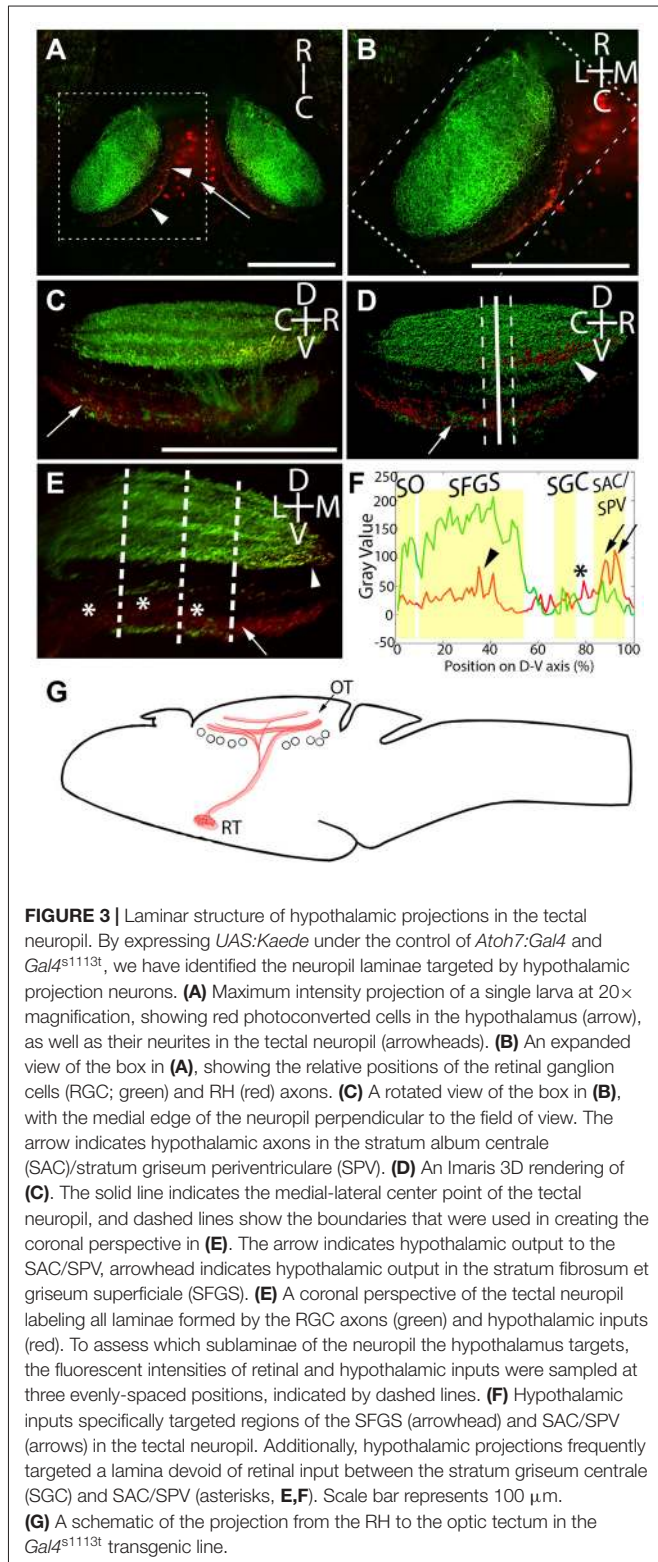 A
R
C
B
R
L M
C
C
D
C R
V
D
D
C R
V
E
D
L M
V
*
*
*
F
SO SFGS SGC SAC/
SPV
Gray Value
250
200
150
100
50
0
-50
*
0 20 40 60 80 100
Position on D-V axis (%)
G
OT
RT
FIGURE 3 | Laminar structure of hypothalamic projections in the tectal
neuropil. By expressing UAS:Kaede under the control of Atoh7:Gal4 and
Gal4s1113t, we have identified the neuropil laminae targeted by hypothalamic
projection neurons. (A) Maximum intensity projection of a single larva at 20×
magnification, showing red photoconverted cells in the hypothalamus (arrow),
as well as their neurites in the tectal neuropil (arrowheads). (B) An expanded
view of the box in (A), showing the relative positions of the retinal ganglion
cells (RGC; green) and RH (red) axons. (C) A rotated view of the box in (B),
with the medial edge of the neuropil perpendicular to the field of view. The
arrow indicates hypothalamic axons in the stratum album centrale
(SAC)/stratum griseum periventriculare (SPV). (D) An Imaris 3D rendering of
(C). The solid line indicates the medial-lateral center point of the tectal
neuropil, and dashed lines show the boundaries that were used in creating the
coronal perspective in (E). The arrow indicates hypothalamic output to the
SAC/SPV, arrowhead indicates hypothalamic output in the stratum fibrosum et
griseum superficiale (SFGS). (E) A coronal perspective of the tectal neuropil
labeling all laminae formed by the RGC axons (green) and hypothalamic inputs
(red). To assess which sublaminae of the neuropil the hypothalamus targets,
the fluorescent intensities of retinal and hypothalamic inputs were sampled at
three evenly-spaced positions, indicated by dashed lines. (F) Hypothalamic
inputs specifically targeted regions of the SFGS (arrowhead) and SAC/SPV
(arrows) in the tectal neuropil. Additionally, hypothalamic projections frequently
targeted a lamina devoid of retinal input between the stratum griseum centrale
(SGC) and SAC/SPV (asterisks, E,F). Scale bar represents 100 μm.
(G) A schematic of the projection from the RH to the optic tectum in the
Gal4s1113t transgenic line.